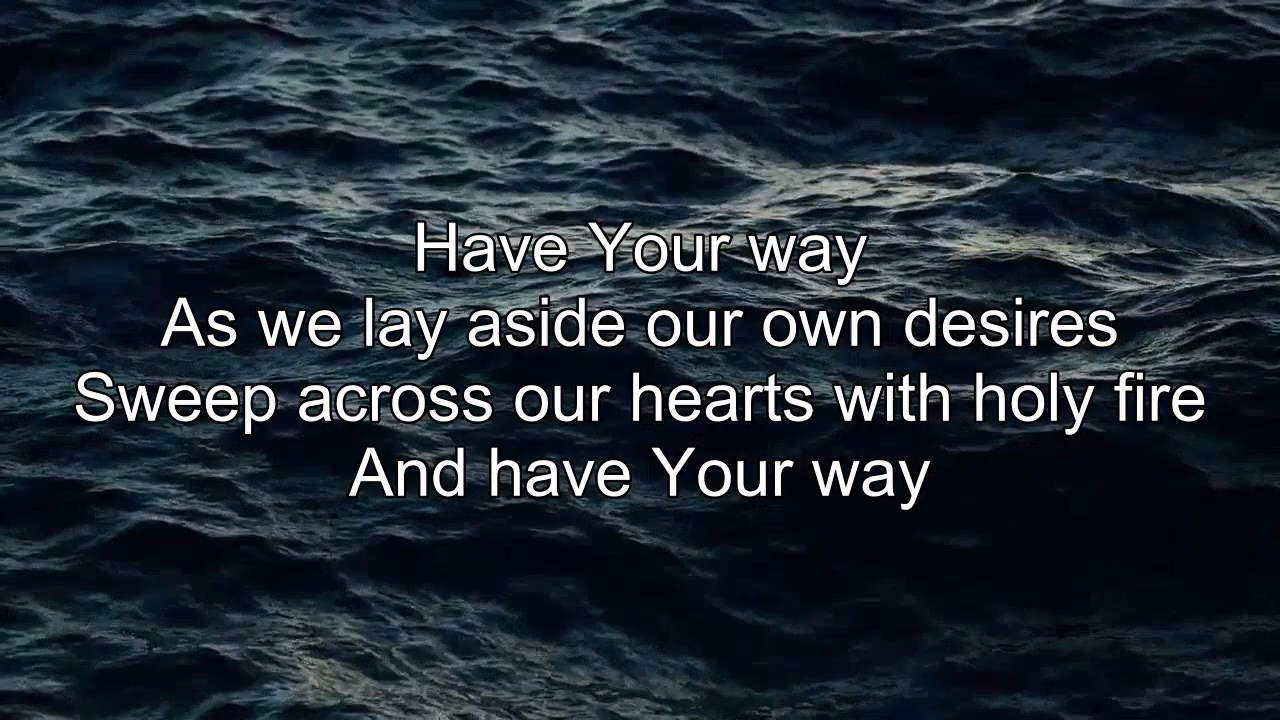 Have Your way
As we lay aside our own desires
Sweep across our hearts with holy fire
And have Your way